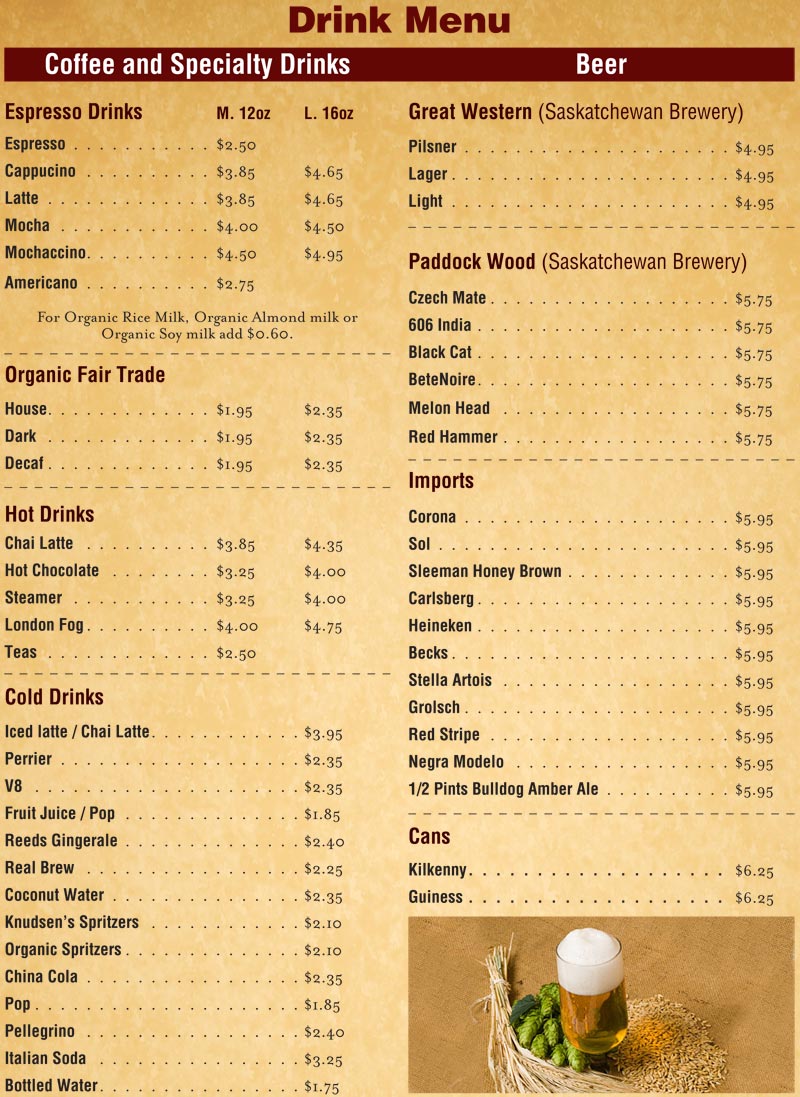 Drink Menu
Coffee and Specialty Drinks
Espresso Drinks M. 12oz L. 16oz
Espresso . . . . . . . . . . . $2.50
Cappucino . . . . . . . . . . $3.85 $4.65
Latte . . . . . . . . . . . . . $3.85 $4.65
Mocha . . . . . . . . . . . . $4.00 $4.50
Mochaccino. . . . . . . . . . $4.50 $4.95
Americano . . . . . . . . . . $2.75
For Organic Rice Milk, Organic Almond milk or
Organic Soy milk add $0.60.
Organic Fair Trade
House. . . . . . . . . . . . . $1.95 $2.35
Dark . . . . . . . . . . . . . $1.95 $2.35
Decaf . . . . . . . . . . . . . $1.95 $2.35
Hot Drinks
Chai Latte . . . . . . . . . . $3.85 $4.35
Hot Chocolate . . . . . . . . $3.25 $4.00
Steamer . . . . . . . . . . . $3.25 $4.00
London Fog . . . . . . . . . . $4.00 $4.75
Teas . . . . . . . . . . . . . $2.50
Cold Drinks
Iced latte / Chai Latte. . . . . . . . . . . . $3.95
Perrier . . . . . . . . . . . . . . . . . . . $2.35
V8 . . . . . . . . . . . . . . . . . . . . . $2.35
Fruit Juice / Pop . . . . . . . . . . . . . . $1.85
Reeds Gingerale . . . . . . . . . . . . . . $2.40
Real Brew . . . . . . . . . . . . . . . . . $2.25
Coconut Water . . . . . . . . . . . . . . . $2.35
Knudsen's Spritzers . . . . . . . . . . . . $2.10
Organic Spritzers . . . . . . . . . . . . . . $2.10
China Cola . . . . . . . . . . . . . . . . . $2.35
Pop . . . . . . . . . . . . . . . . . . . . . $1.85
Pellegrino . . . . . . . . . . . . . . . . . $2.40
Italian Soda . . . . . . . . . . . . . . . . $3.25
Bottled Water. . . . . . . . . . . . . . . . $1.75
Beer
Great Western (Saskatchewan Brewery)
Pilsner . . . . . . . . . . . . . . . . . . . . . $4.95
Lager . . . . . . . . . . . . . . . . . . . . . . $4.95
Light . . . . . . . . . . . . . . . . . . . . . . $4.95
Paddock Wood (Saskatchewan Brewery)
Czech Mate . . . . . . . . . . . . . . . . . . . $5.75
606 India . . . . . . . . . . . . . . . . . . . . $5.75
Black Cat . . . . . . . . . . . . . . . . . . . . $5.75
BeteNoire. . . . . . . . . . . . . . . . . . . . $5.75
Melon Head . . . . . . . . . . . . . . . . . . $5.75
Red Hammer . . . . . . . . . . . . . . . . . . $5.75
Imports
Corona . . . . . . . . . . . . . . . . . . . . . $5.95
Sol . . . . . . . . . . . . . . . . . . . . . . . $5.95
Sleeman Honey Brown . . . . . . . . . . . . . $5.95
Carlsberg . . . . . . . . . . . . . . . . . . . . $5.95
Heineken . . . . . . . . . . . . . . . . . . . . $5.95
Becks . . . . . . . . . . . . . . . . . . . . . . $5.95
Stella Artois . . . . . . . . . . . . . . . . . . $5.95
Grolsch . . . . . . . . . . . . . . . . . . . . . $5.95
Red Stripe . . . . . . . . . . . . . . . . . . . $5.95
Negra Modelo . . . . . . . . . . . . . . . . . $5.95
1/2 Pints Bulldog Amber Ale . . . . . . . . . . $5.95
Cans
Kilkenny. . . . . . . . . . . . . . . . . . . . $6.25
Guiness . . . . . . . . . . . . . . . . . . . . $6.25